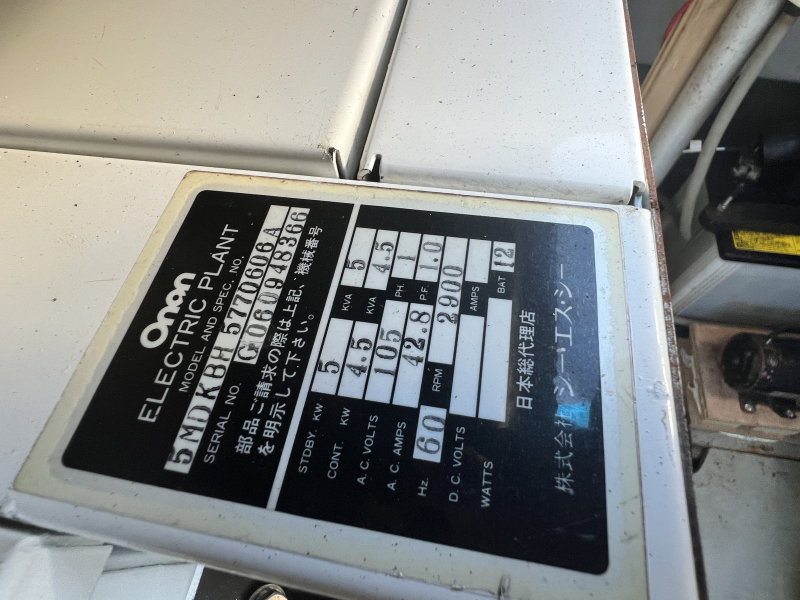 Onan
ELECTRIC PLANT
MODEL AND SPEC. NO.
5MDKBH 5770606A
SERIAL NO. G060948366
部品ご請求の際は上記、機械番号
を明示して下さい。
STDBY. KW 5 KVA 5
CONT. KW 4.5 KVA 4.5
A.C. VOLTS 105 PH. 1
A.C. AMPS 42.8 P.F. 1.0
Hz. 60 RPM 2900
D.C. VOLTS AMPS
WATTS BAT 12
日本総代理店
株式会社 シー・エス・シー